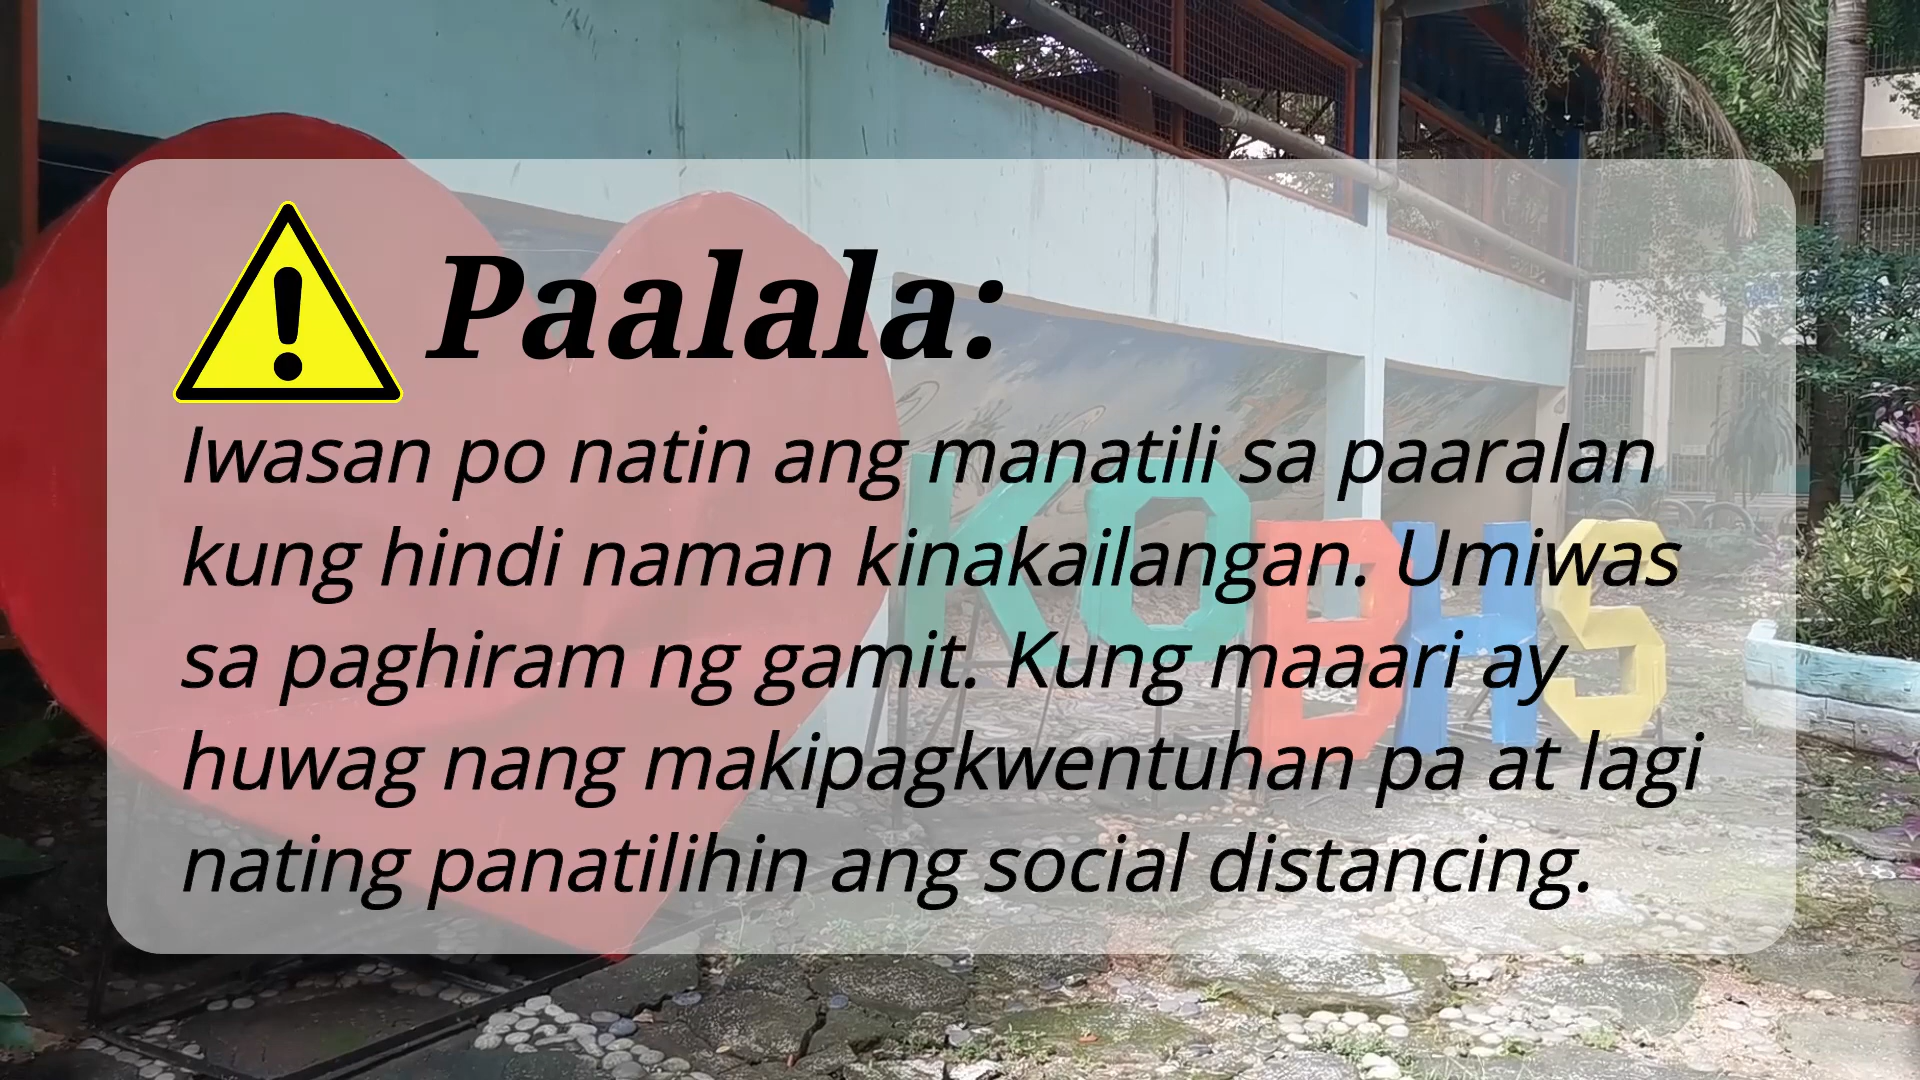 Paalala:
Iwasan po natin ang manatili sa paaralan
kung hindi naman kinakailangan. Umiwas
sa paghiram ng gamit. Kung maaari ay
huwag nang makipagkwentuhan pa at lagi
nating panatilihin ang social distancing.
KOBHS